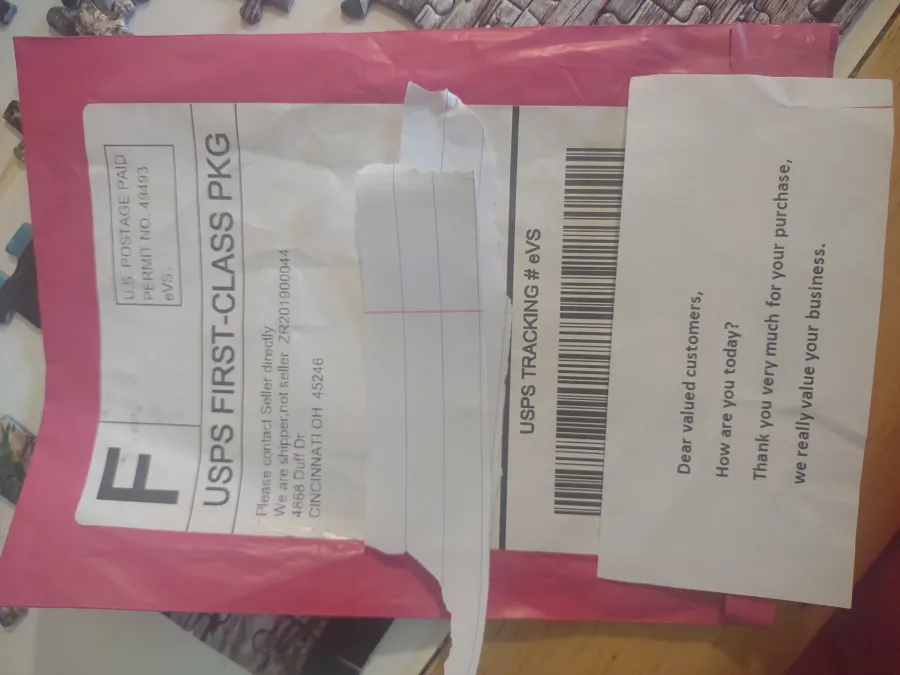 F
U.S. POSTAGE PAID
PERMIT NO. 49493
eVS
USPS FIRST-CLASS PKG
Please contact Seller directly
We are shipper,not seller ZR201900044
4868 Duff Dr
CINCINNATI OH 45246
USPS TRACKING # eVS
Dear valued customers,
How are you today?
Thank you very much for your purchase,
we really value your business.